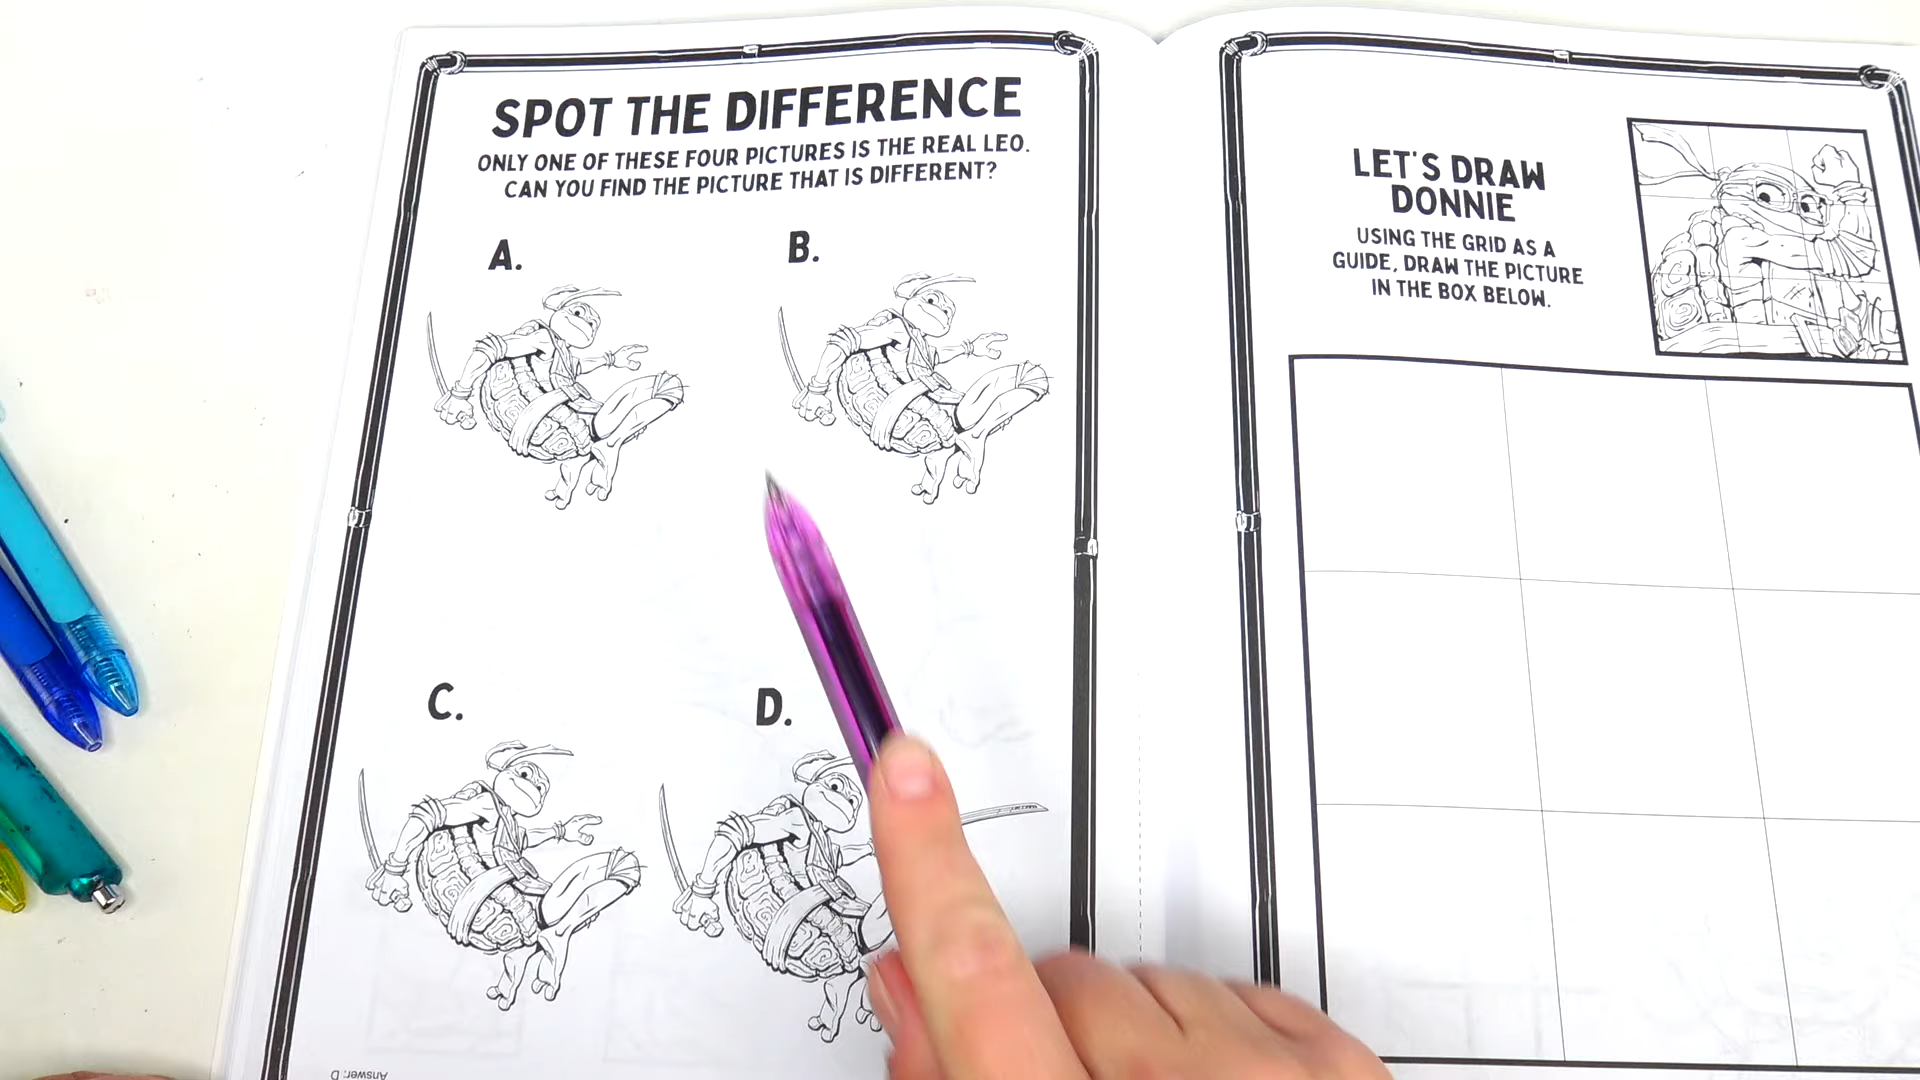 SPOT THE DIFFERENCE
ONLY ONE OF THESE FOUR PICTURES IS THE REAL LEO.
CAN YOU FIND THE PICTURE THAT IS DIFFERENT?
A.
B.
C.
D.
Answer: D
LET'S DRAW
DONNIE
USING THE GRID AS A
GUIDE, DRAW THE PICTURE
IN THE BOX BELOW.